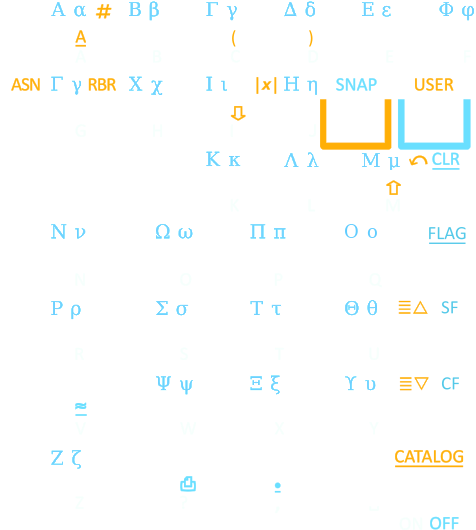 Α α # Β β Γ γ Δ δ Ε ε Φ φ
A ( )
ASN Γ γ RBR Χ χ Ι ι |x| Η η SNAP USER
⇩
Κ κ Λ λ Μ μ ↶ CLR
⇧
Ν ν Ω ω Π π Ο ο FLAG
Ρ ρ Σ σ Τ τ Θ θ ≡△ SF
Ψ ψ Ξ ξ Υ υ ≡▽ CF
≈
Ζ ζ CATALOG
OFF